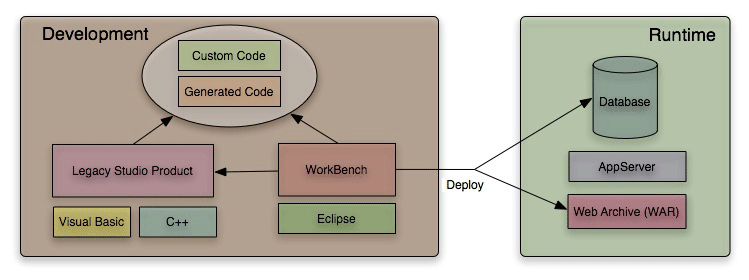 Development
Custom Code
Generated Code
Legacy Studio Product
WorkBench
Visual Basic
C++
Eclipse
Deploy
Runtime
Database
AppServer
Web Archive (WAR)